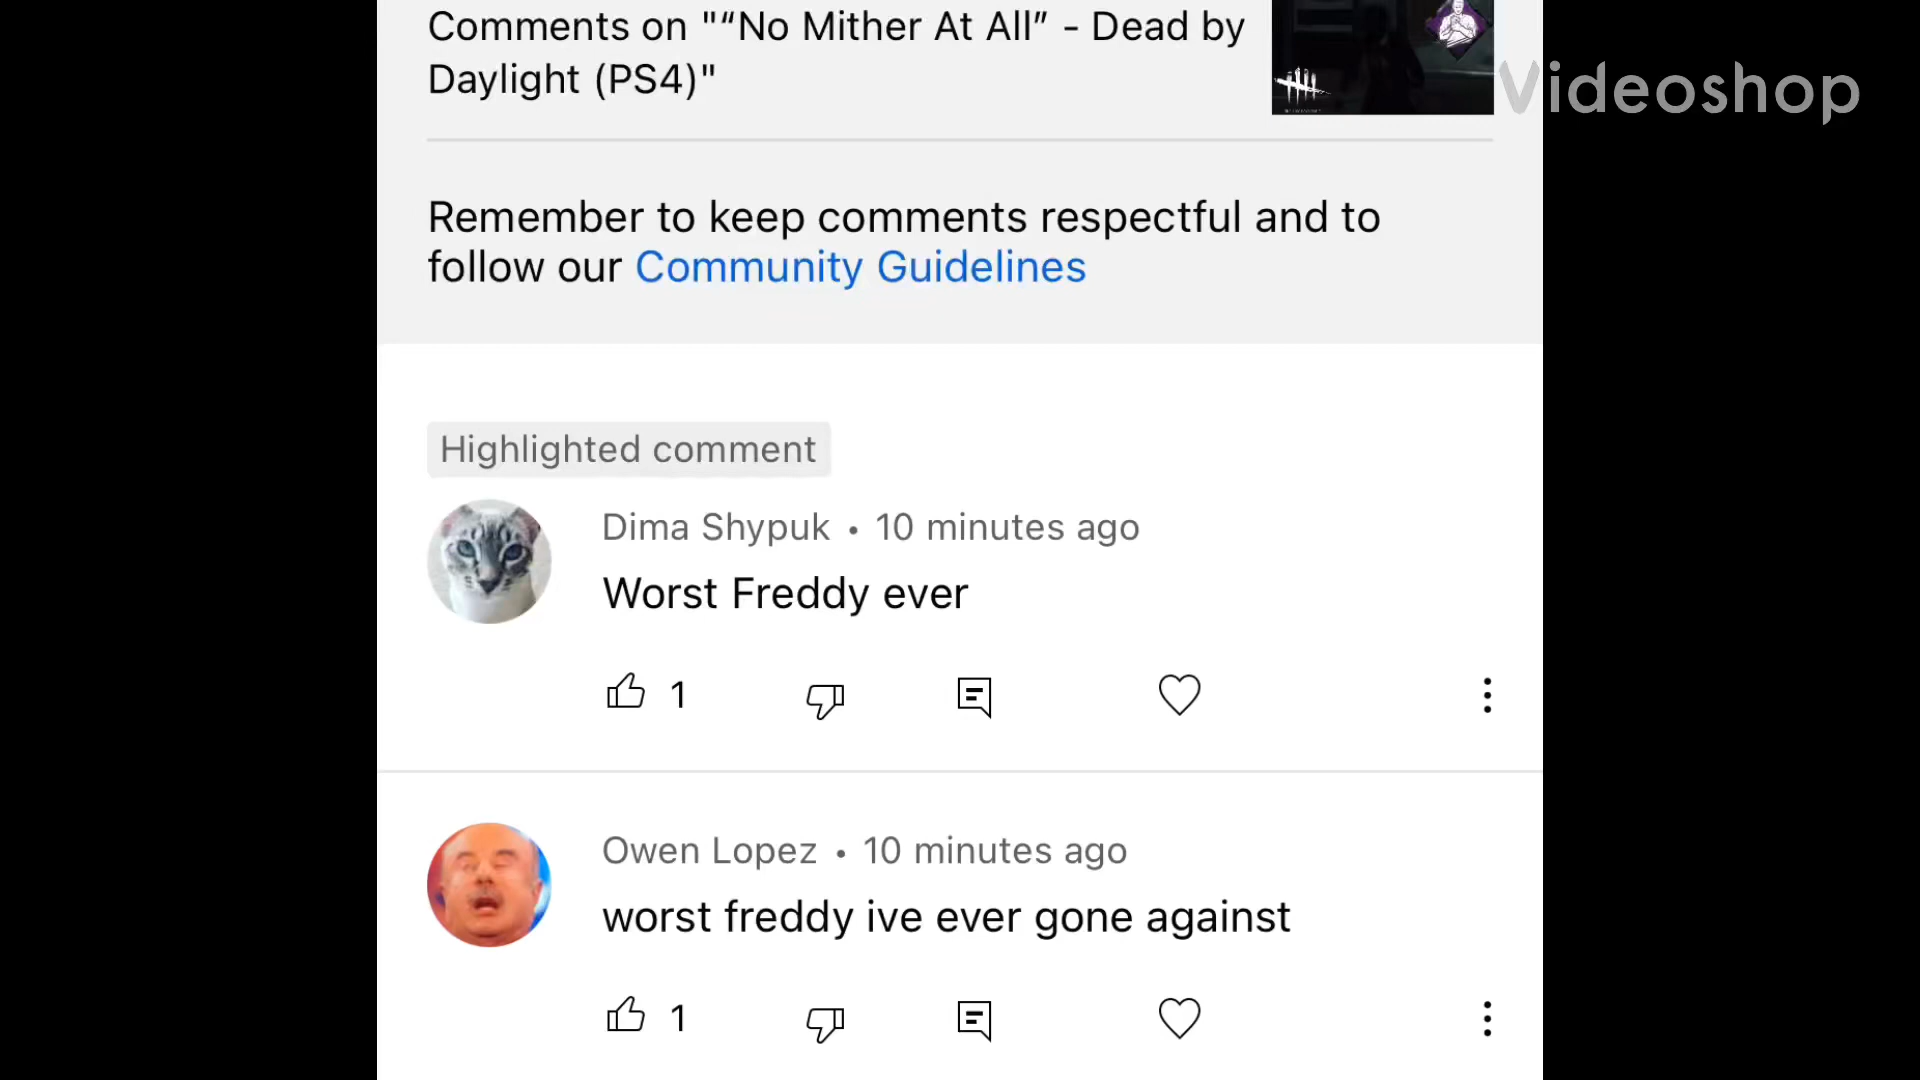 Comments on "“No Mither At All” - Dead by
Daylight (PS4)"
Videoshop
Remember to keep comments respectful and to
follow our Community Guidelines
Highlighted comment
Dima Shypuk • 10 minutes ago
Worst Freddy ever
1
Owen Lopez • 10 minutes ago
worst freddy ive ever gone against
1